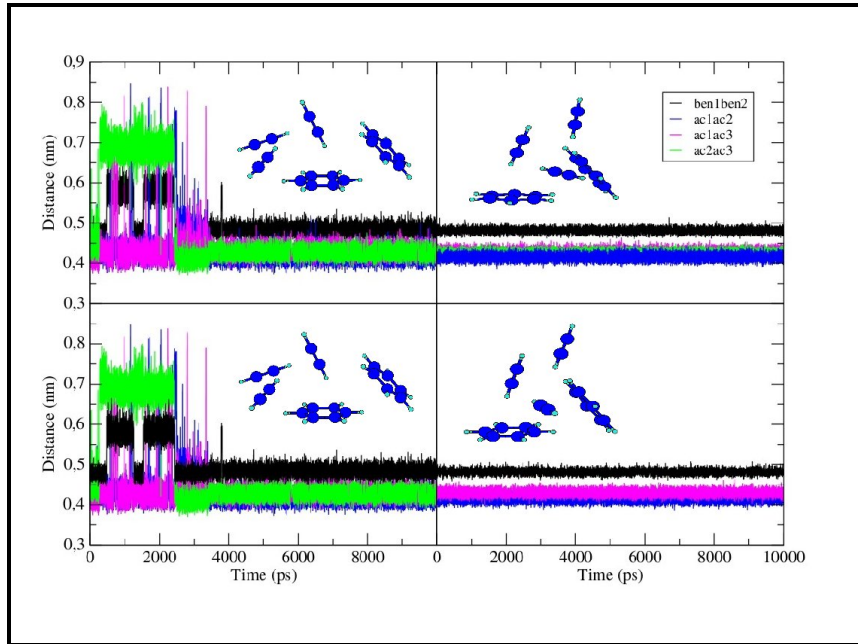 0,9
0.8
0.7
0.6
0.5
0.4
0.3
Distance (nm)
ben1ben2
ac1ac2
ac1ac3
ac2ac3
0.8
0.7
0.6
0.5
0.4
0.3
Distance (nm)
0 2000 4000 6000 8000 0 2000 4000 6000 8000 10000
Time (ps) Time (ps)